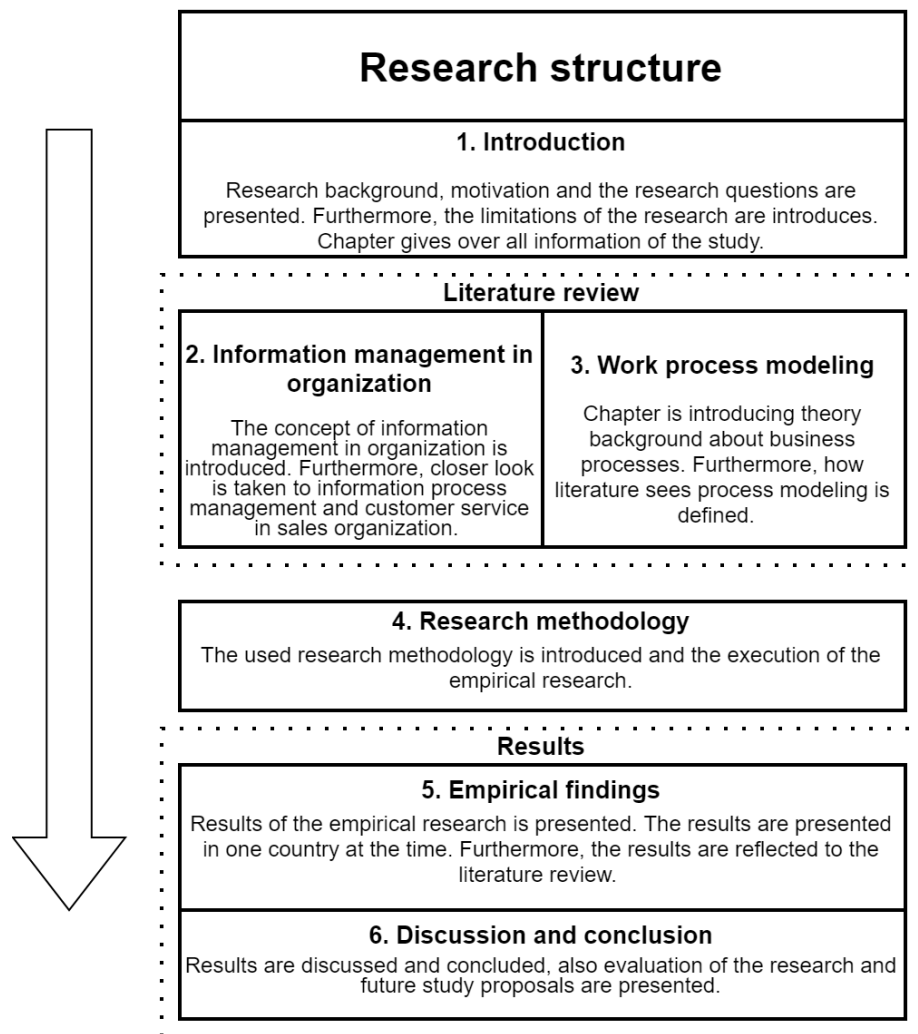 Research structure
1. Introduction
Research background, motivation and the research questions are
presented. Furthermore, the limitations of the research are introduces.
Chapter gives over all information of the study.
Literature review
2. Information management in
organization
The concept of information
management in organization is
introduced. Furthermore, closer look
is taken to information process
management and customer service
in sales organization.
3. Work process modeling
Chapter is introducing theory
background about business
processes. Furthermore, how
literature sees process modeling is
defined.
4. Research methodology
The used research methodology is introduced and the execution of the
empirical research.
Results
5. Empirical findings
Results of the empirical research is presented. The results are presented
in one country at the time. Furthermore, the results are reflected to the
literature review.
6. Discussion and conclusion
Results are discussed and concluded, also evaluation of the research and
future study proposals are presented.